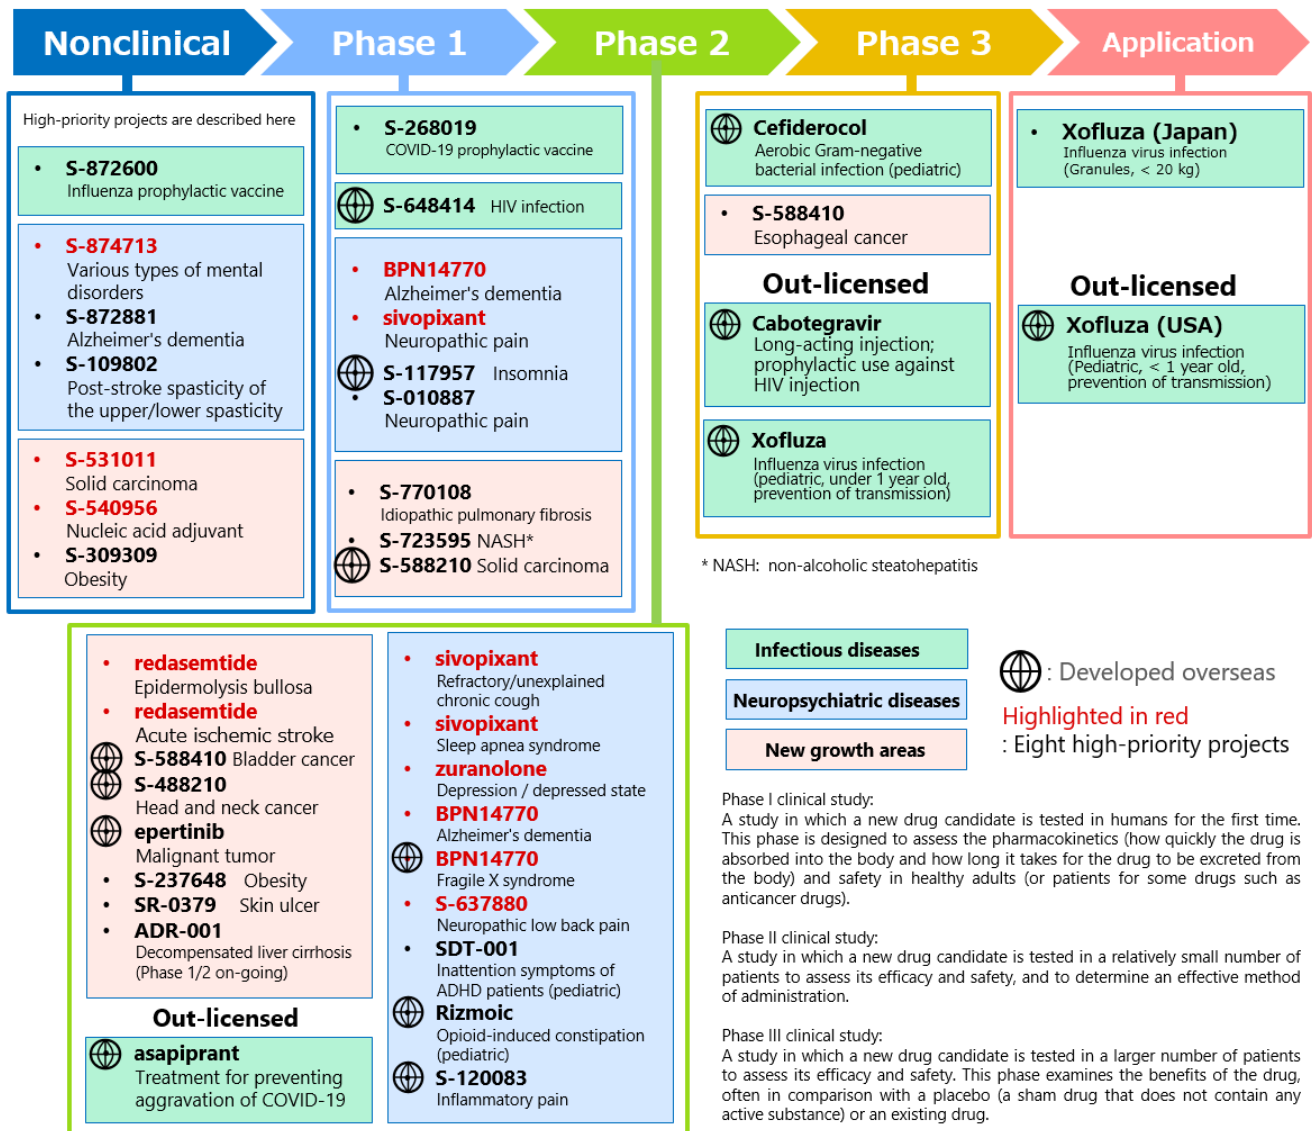 Nonclinical
Phase 1
Phase 2
Phase 3
Application
High-priority projects are described here
• S-872600
Influenza prophylactic vaccine
• S-874713
Various types of mental
disorders
• S-872881
Alzheimer's dementia
• S-109802
Post-stroke spasticity of
the upper/lower spasticity
• S-531011
Solid carcinoma
• S-540956
Nucleic acid adjuvant
• S-309309
Obesity
• S-268019
COVID-19 prophylactic vaccine
S-648414 HIV infection
• BPN14770
Alzheimer's dementia
• sivopixant
Neuropathic pain
S-117957 Insomnia
• S-010887
Neuropathic pain
• S-770108
Idiopathic pulmonary fibrosis
• S-723595 NASH*
S-588210 Solid carcinoma
Cefiderocol
Aerobic Gram-negative
bacterial infection (pediatric)
• S-588410
Esophageal cancer
Out-licensed
Cabotegravir
Long-acting injection;
prophylactic use against
HIV injection
Xofluza
Influenza virus infection
(pediatric, under 1 year old,
prevention of transmission)
• Xofluza (Japan)
Influenza virus infection
(Granules, < 20 kg)
Out-licensed
Xofluza (USA)
Influenza virus infection
(Pediatric, < 1 year old,
prevention of transmission)
* NASH: non-alcoholic steatohepatitis
• redasemtide
Epidermolysis bullosa
• redasemtide
Acute ischemic stroke
S-588410 Bladder cancer
S-488210
Head and neck cancer
epertinib
Malignant tumor
• S-237648 Obesity
• SR-0379 Skin ulcer
• ADR-001
Decompensated liver cirrhosis
(Phase 1/2 on-going)
Out-licensed
asapiprant
Treatment for preventing
aggravation of COVID-19
• sivopixant
Refractory/unexplained
chronic cough
• sivopixant
Sleep apnea syndrome
• zuranolone
Depression / depressed state
• BPN14770
Alzheimer's dementia
• BPN14770
Fragile X syndrome
• S-637880
Neuropathic low back pain
• SDT-001
Inattention symptoms of
ADHD patients (pediatric)
Rizmoic
Opioid-induced constipation
(pediatric)
S-120083
Inflammatory pain
Infectious diseases
Neuropsychiatric diseases
New growth areas
: Developed overseas
Highlighted in red
: Eight high-priority projects
Phase I clinical study:
A study in which a new drug candidate is tested in humans for the first time.
This phase is designed to assess the pharmacokinetics (how quickly the drug is
absorbed into the body and how long it takes for the drug to be excreted from
the body) and safety in healthy adults (or patients for some drugs such as
anticancer drugs).
Phase II clinical study:
A study in which a new drug candidate is tested in a relatively small number of
patients to assess its efficacy and safety, and to determine an effective method
of administration.
Phase III clinical study:
A study in which a new drug candidate is tested in a larger number of patients
to assess its efficacy and safety. This phase examines the benefits of the drug,
often in comparison with a placebo (a sham drug that does not contain any
active substance) or an existing drug.